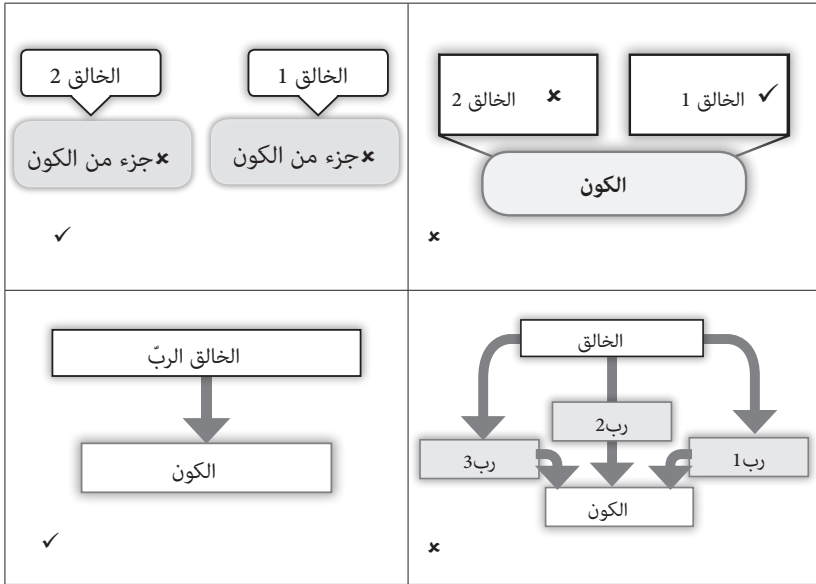 ✓ الخالق 1
✘ الخالق 2
الكون
✘
الخالق 1
الخالق 2
✘جزء من الكون
✘جزء من الكون
✓
الخالق
رب2
رب1
رب3
الكون
✘
الخالق الربّ
الكون
✓